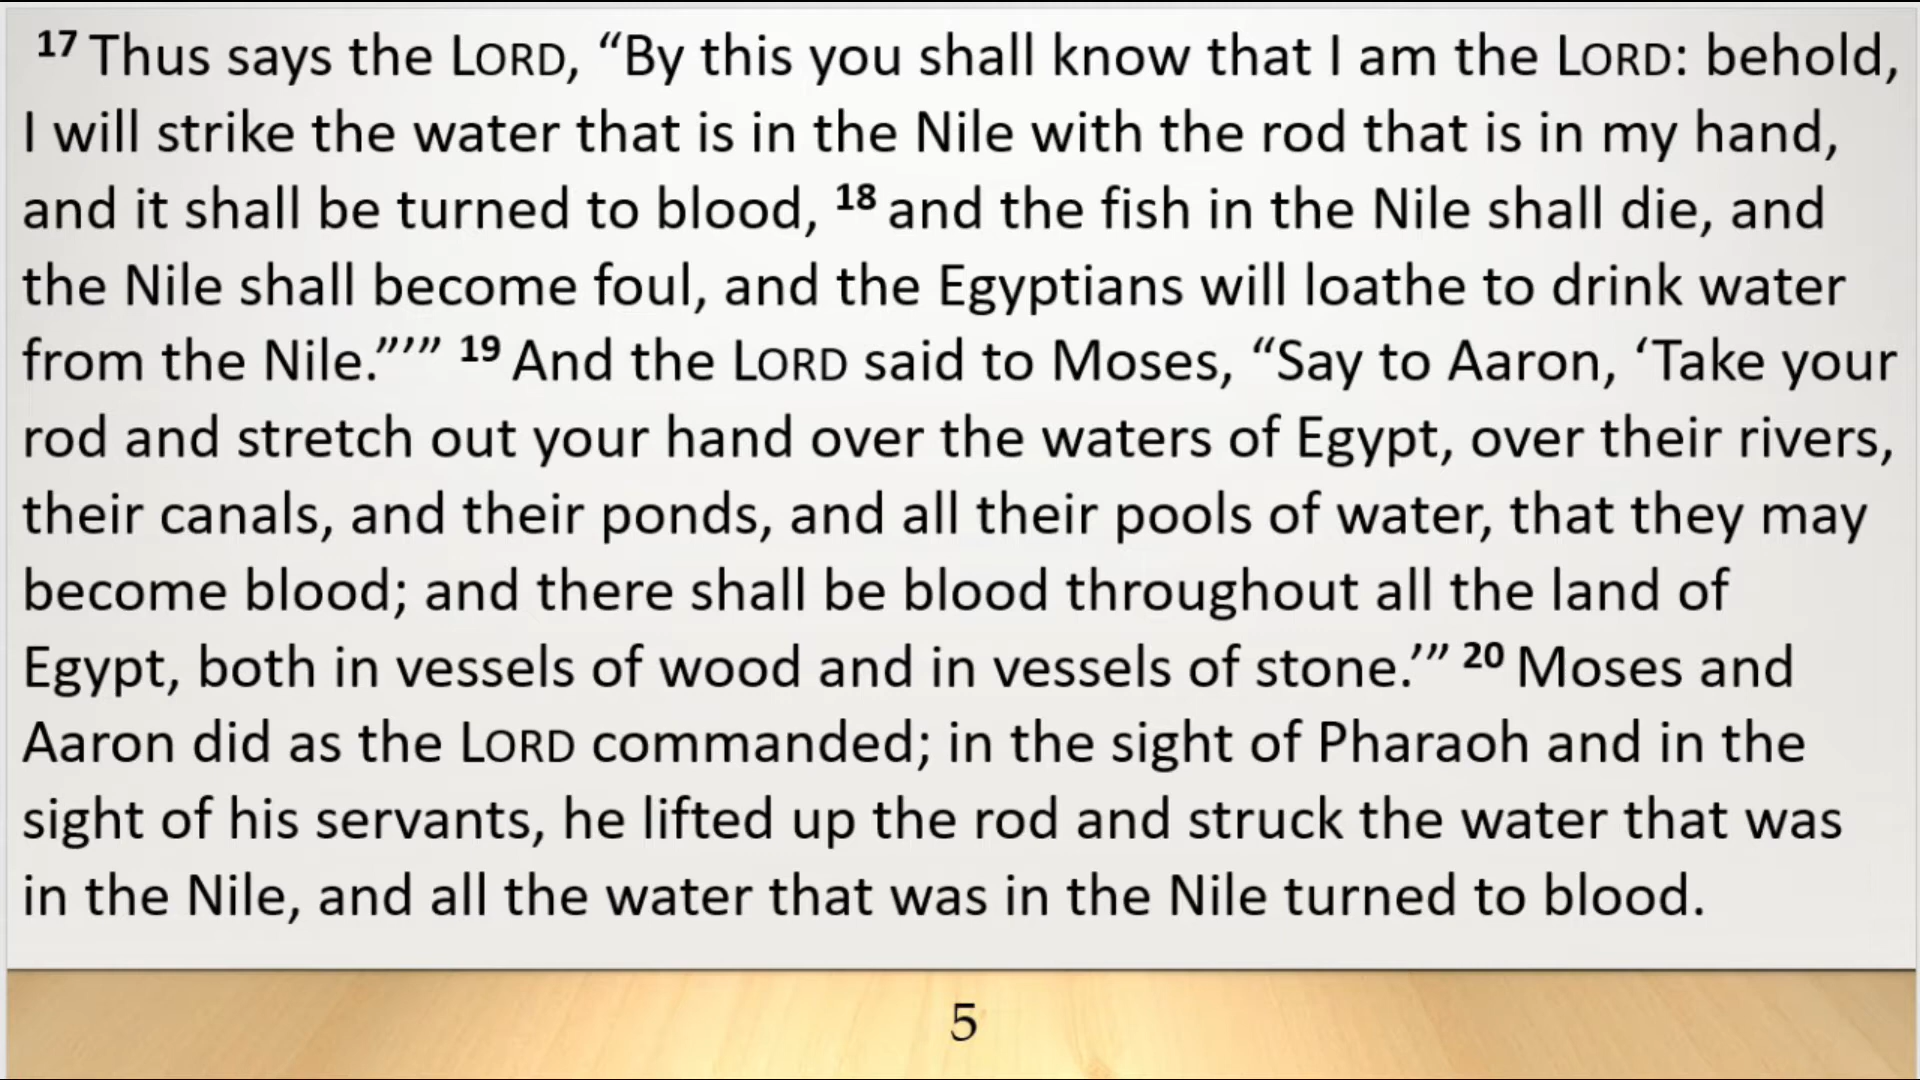 17 Thus says the LORD, “By this you shall know that I am the LORD: behold,
I will strike the water that is in the Nile with the rod that is in my hand,
and it shall be turned to blood, 18 and the fish in the Nile shall die, and
the Nile shall become foul, and the Egyptians will loathe to drink water
from the Nile.”’” 19 And the LORD said to Moses, “Say to Aaron, ‘Take your
rod and stretch out your hand over the waters of Egypt, over their rivers,
their canals, and their ponds, and all their pools of water, that they may
become blood; and there shall be blood throughout all the land of
Egypt, both in vessels of wood and in vessels of stone.’” 20 Moses and
Aaron did as the LORD commanded; in the sight of Pharaoh and in the
sight of his servants, he lifted up the rod and struck the water that was
in the Nile, and all the water that was in the Nile turned to blood.
5